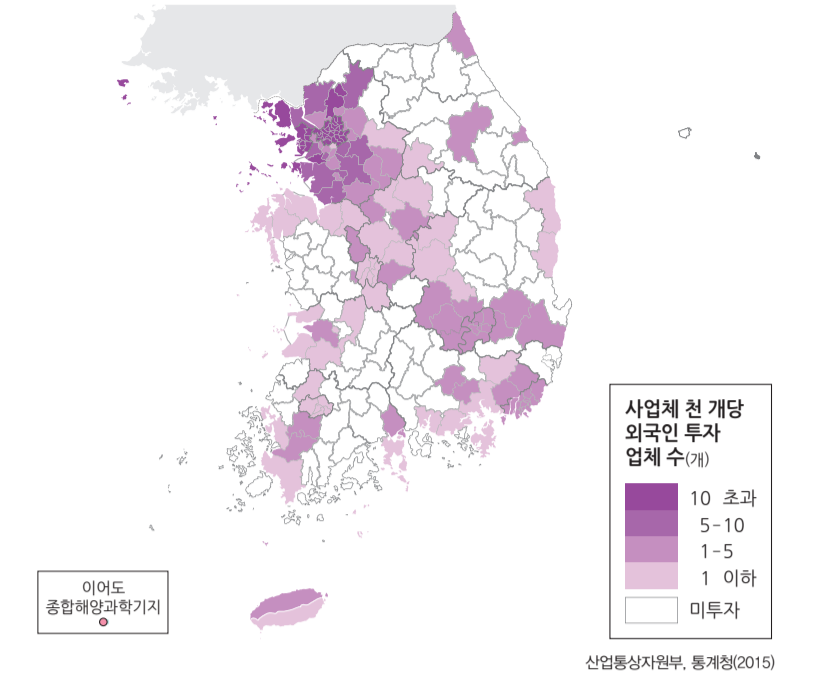 사업체 천 개당
외국인 투자
업체 수(개)
10 초과
5-10
1-5
1 이하
미투자
이어도
종합해양과학기지
산업통상자원부, 통계청(2015)